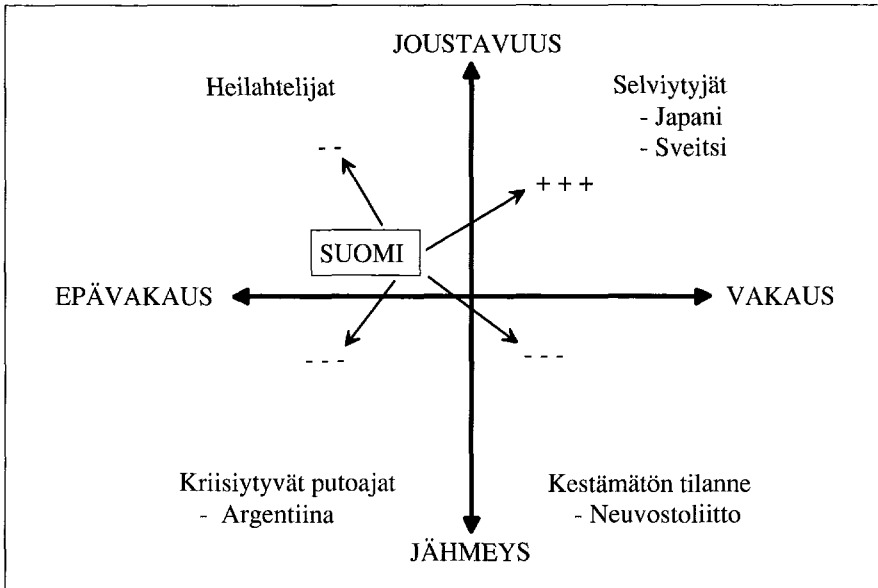 JOUSTAVUUS
Heilahtelijat
Selviytyjät
- Japani
- Sveitsi
- -
+ + +
SUOMI
EPÄVAKAUS
VAKAUS
- - -
- - -
Kriisiytyvät putoajat
- Argentiina
Kestämätön tilanne
- Neuvostoliitto
JÄHMEYS